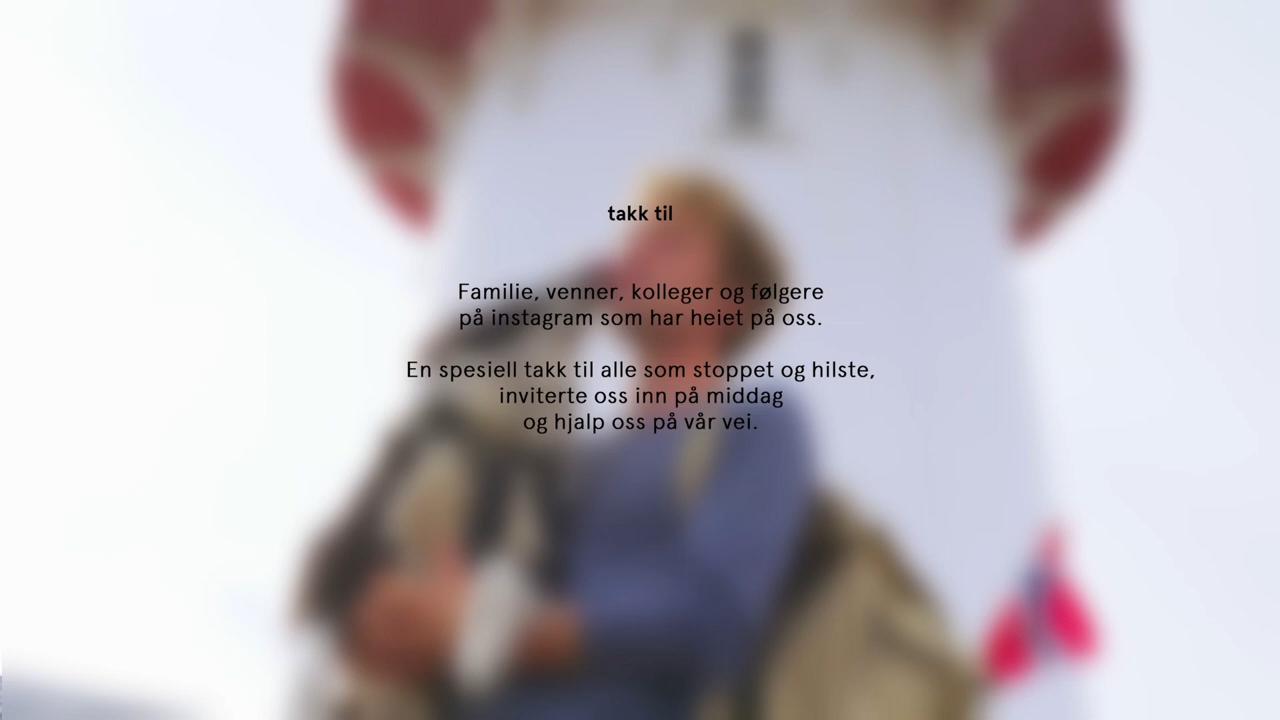 takk til
Familie, venner, kolleger og følgere
på instagram som har heiet på oss.
En spesiell takk til alle som stoppet og hilste,
inviterte oss inn på middag
og hjalp oss på vår vei.